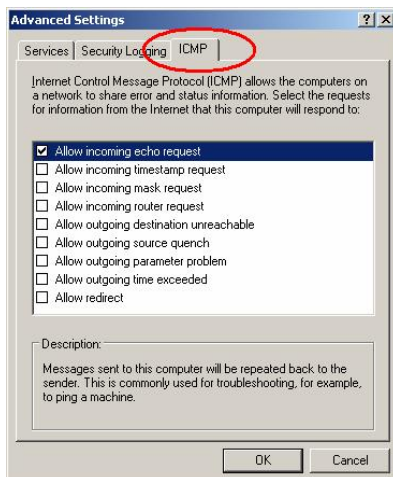 Advanced Settings
Services Security Logging ICMP
Internet Control Message Protocol (ICMP) allows the computers on
a network to share error and status information. Select the requests
for information from the Internet that this computer will respond to:
Allow incoming echo request
Allow incoming timestamp request
Allow incoming mask request
Allow incoming router request
Allow outgoing destination unreachable
Allow outgoing source quench
Allow outgoing parameter problem
Allow outgoing time exceeded
Allow redirect
Description:
Messages sent to this computer will be repeated back to the
sender. This is commonly used for troubleshooting, for example,
to ping a machine.
OK Cancel